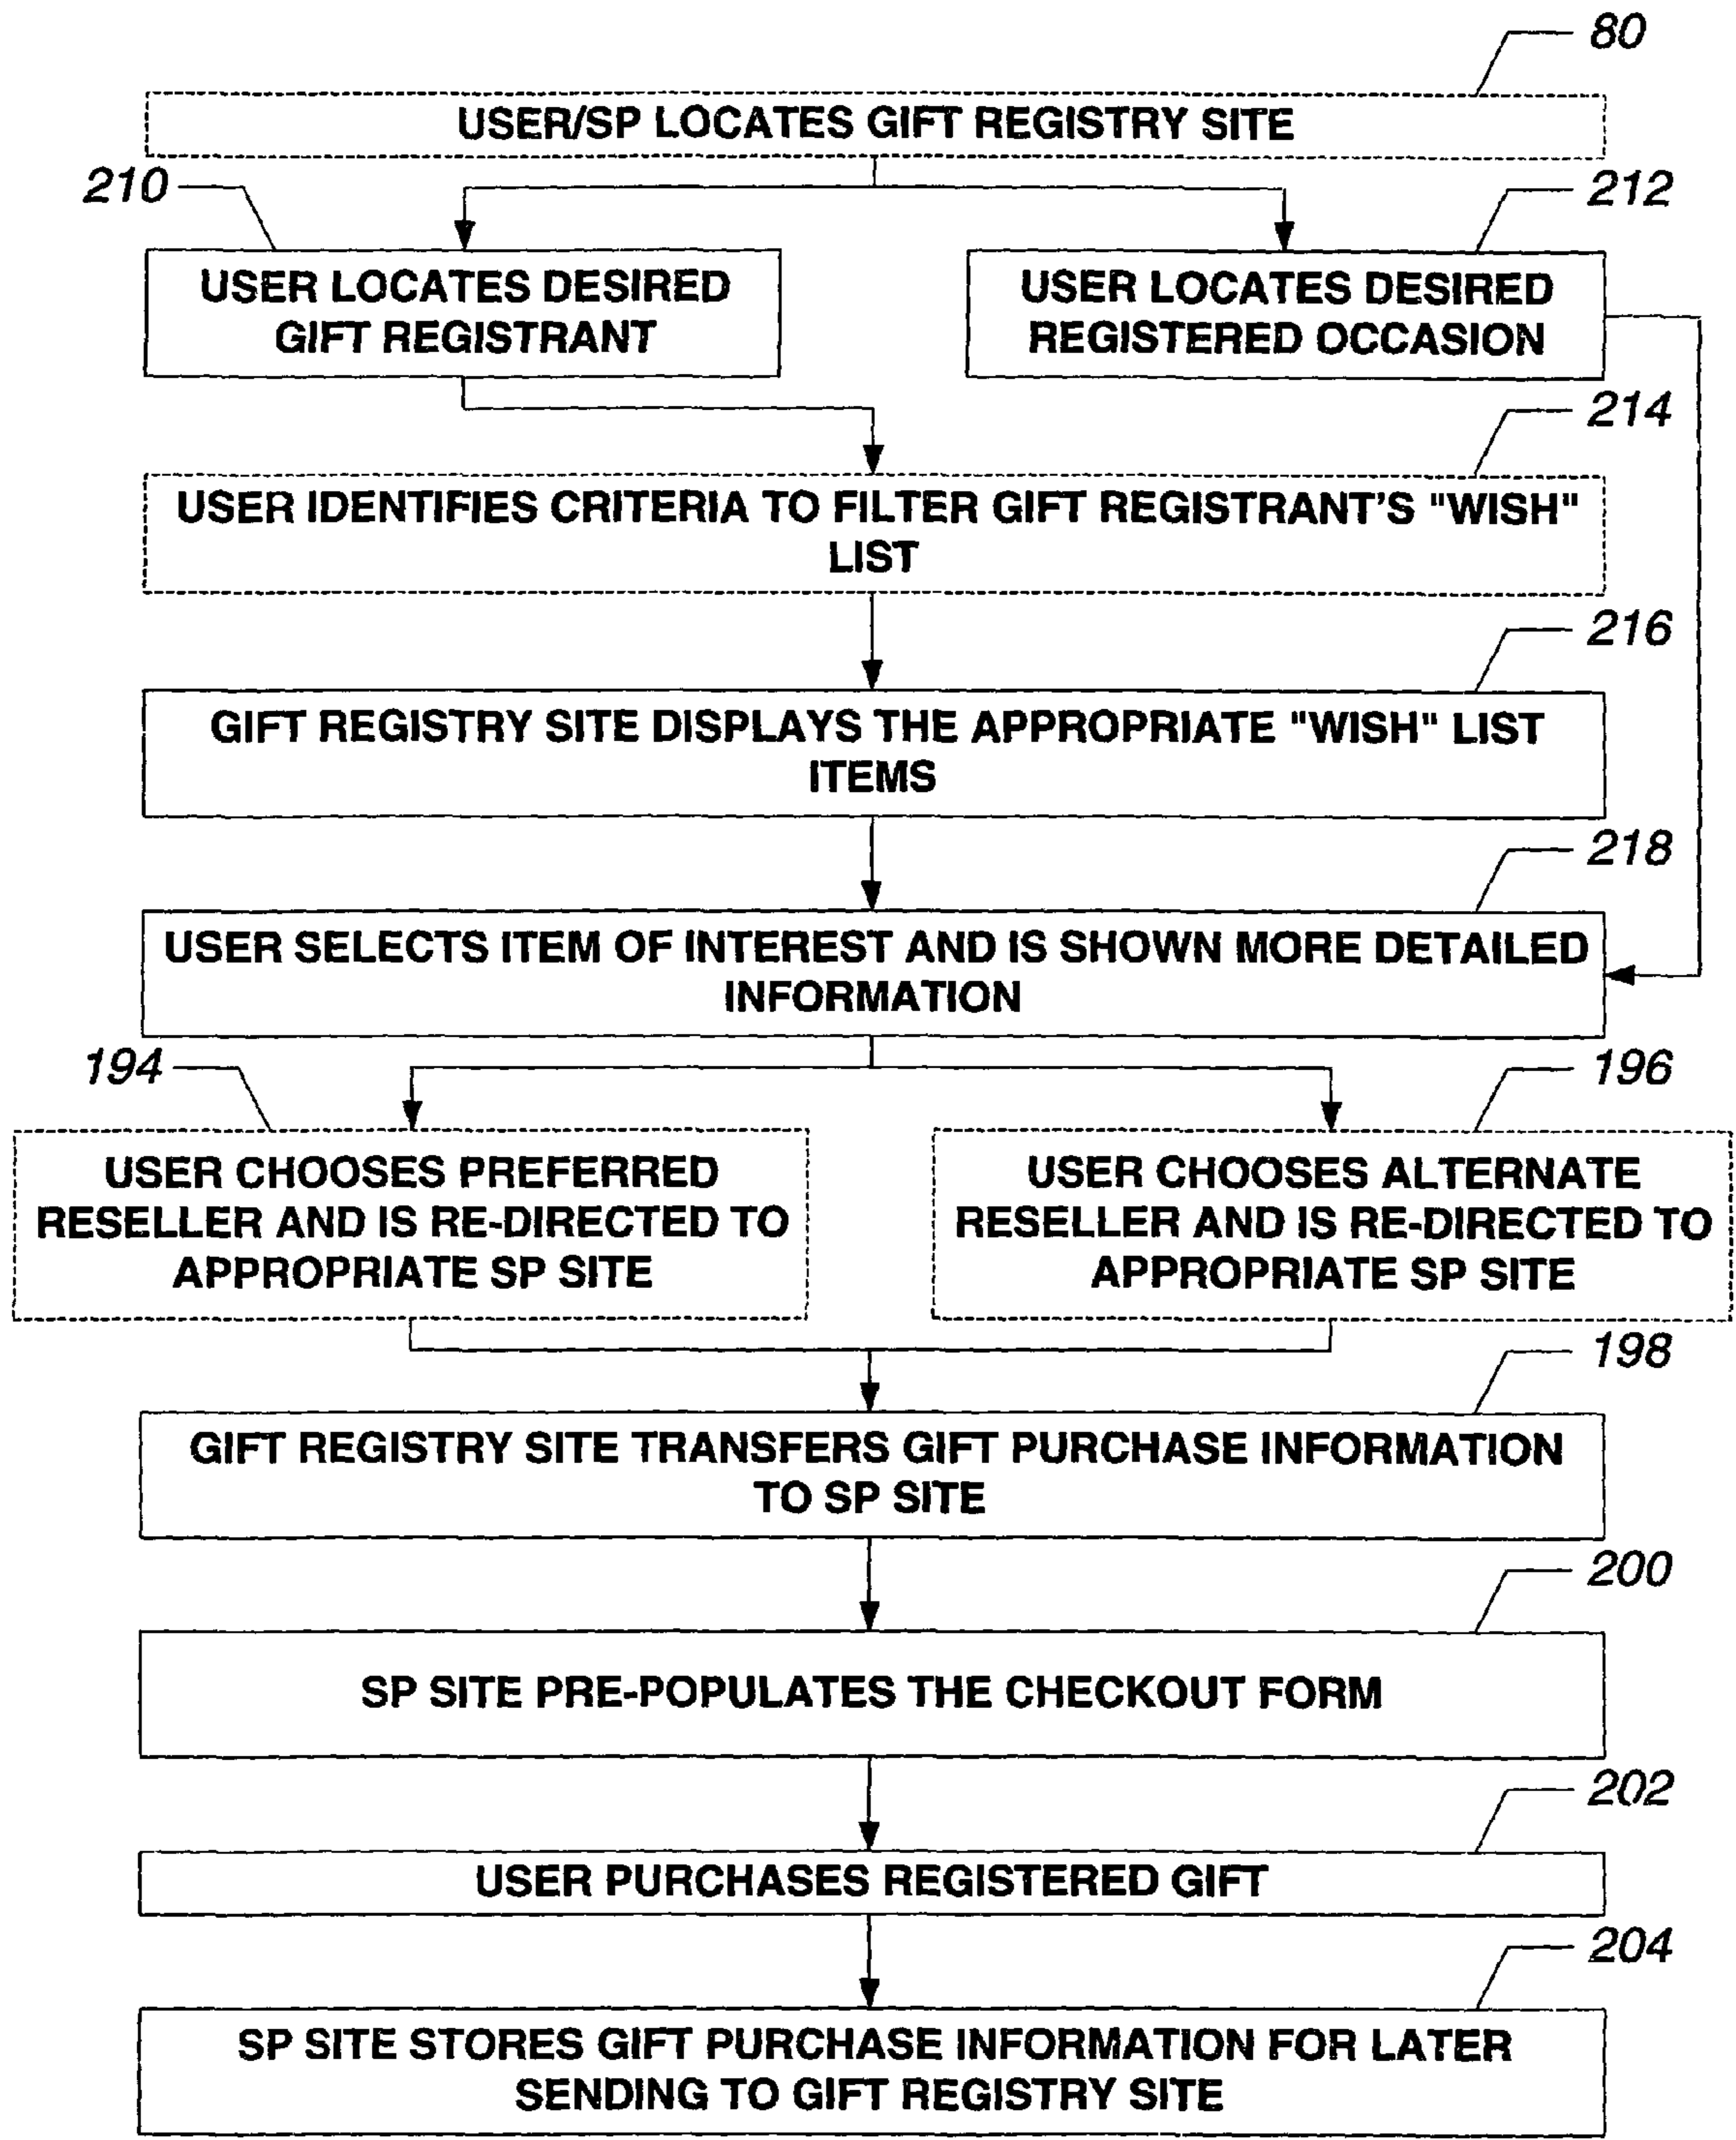 80
USER/SP LOCATES GIFT REGISTRY SITE
210
212
USER LOCATES DESIRED
GIFT REGISTRANT
USER LOCATES DESIRED
REGISTERED OCCASION
214
USER IDENTIFIES CRITERIA TO FILTER GIFT REGISTRANT'S "WISH"
LIST
216
GIFT REGISTRY SITE DISPLAYS THE APPROPRIATE "WISH" LIST
ITEMS
218
USER SELECTS ITEM OF INTEREST AND IS SHOWN MORE DETAILED
INFORMATION
194
196
USER CHOOSES PREFERRED
RESELLER AND IS RE-DIRECTED TO
APPROPRIATE SP SITE
USER CHOOSES ALTERNATE
RESELLER AND IS RE-DIRECTED TO
APPROPRIATE SP SITE
198
GIFT REGISTRY SITE TRANSFERS GIFT PURCHASE INFORMATION
TO SP SITE
200
SP SITE PRE-POPULATES THE CHECKOUT FORM
202
USER PURCHASES REGISTERED GIFT
204
SP SITE STORES GIFT PURCHASE INFORMATION FOR LATER
SENDING TO GIFT REGISTRY SITE